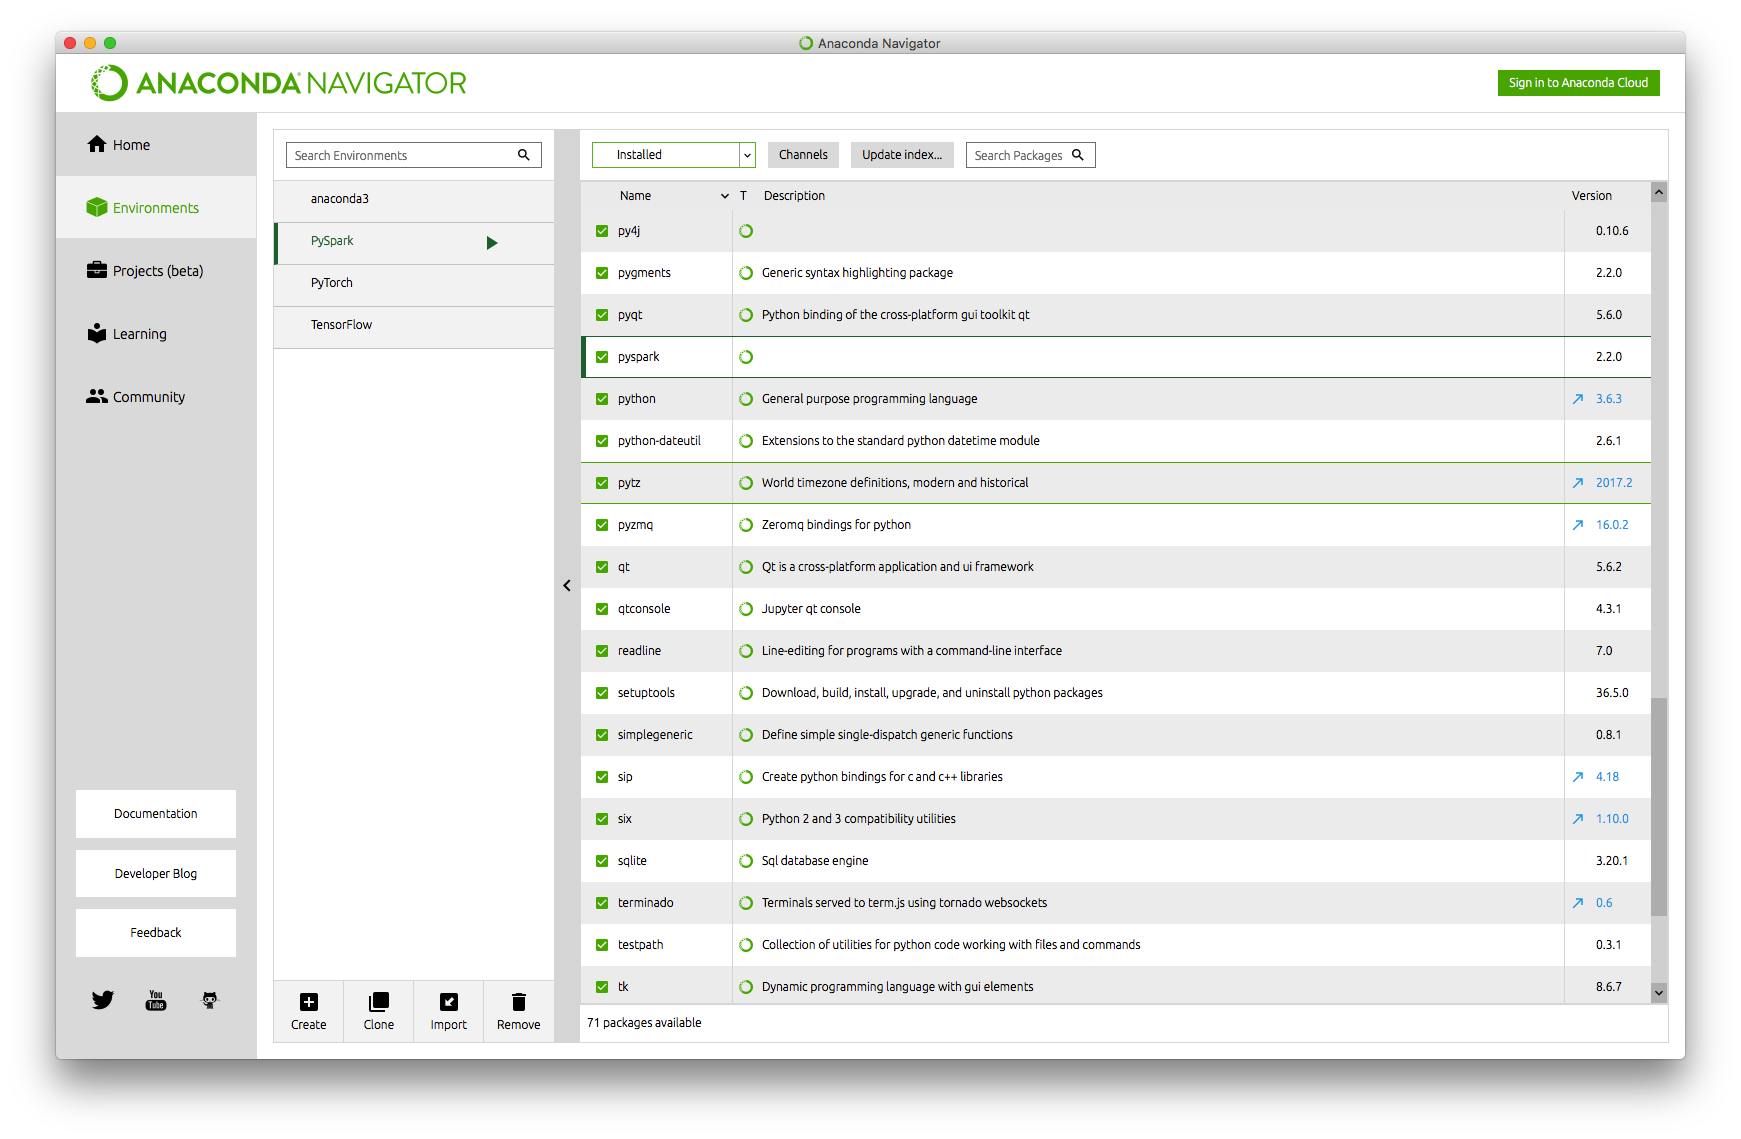 Anaconda Navigator
ANACONDA NAVIGATOR
Sign in to Anaconda Cloud
Home
Environments
Projects (beta)
Learning
Community
Documentation
Developer Blog
Feedback
You
Tube
Search Environments
anaconda3
PySpark
PyTorch
TensorFlow
Create
Clone
Import
Remove
Installed
Channels
Update index...
Search Packages
Name T Description Version
py4j 0.10.6
pygments Generic syntax highlighting package 2.2.0
pyqt Python binding of the cross-platform gui toolkit qt 5.6.0
pyspark 2.2.0
python General purpose programming language 3.6.3
python-dateutil Extensions to the standard python datetime module 2.6.1
pytz World timezone definitions, modern and historical 2017.2
pyzmq Zeromq bindings for python 16.0.2
qt Qt is a cross-platform application and ui framework 5.6.2
qtconsole Jupyter qt console 4.3.1
readline Line-editing for programs with a command-line interface 7.0
setuptools Download, build, install, upgrade, and uninstall python packages 36.5.0
simplegeneric Define simple single-dispatch generic functions 0.8.1
sip Create python bindings for c and c++ libraries 4.18
six Python 2 and 3 compatibility utilities 1.10.0
sqlite Sql database engine 3.20.1
terminado Terminals served to term.js using tornado websockets 0.6
testpath Collection of utilities for python code working with files and commands 0.3.1
tk Dynamic programming language with gui elements 8.6.7
71 packages available